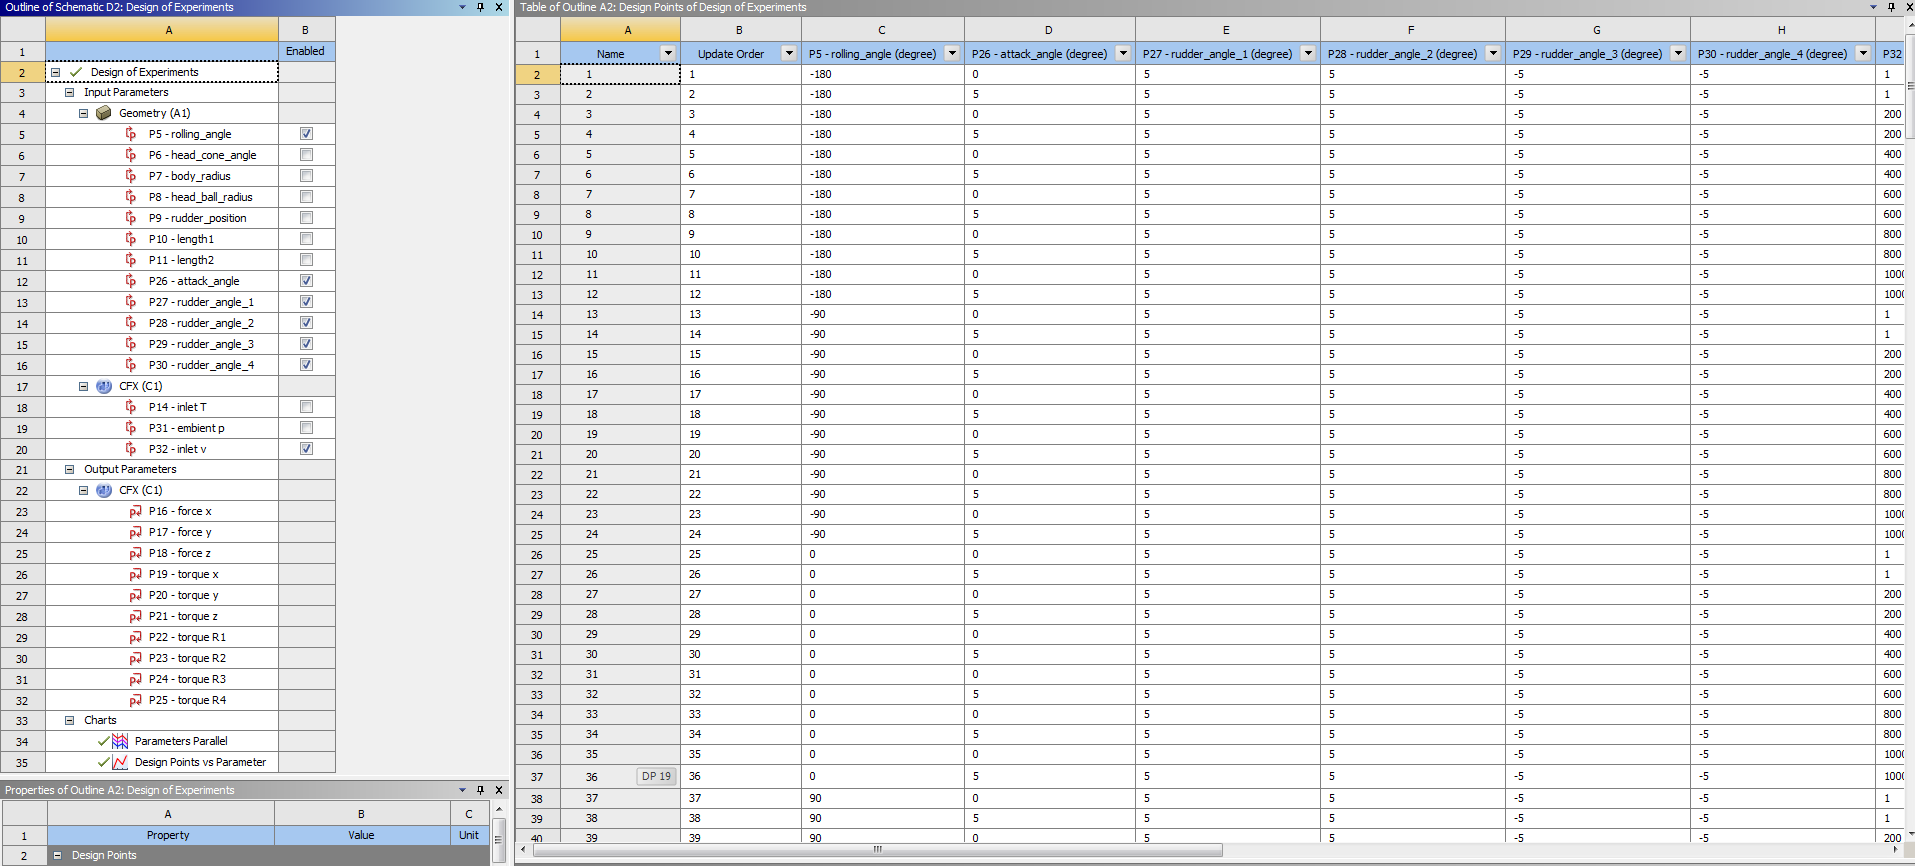 Outline of Schematic D2: Design of Experiments
A B
1 Enabled
2 Design of Experiments
3 Input Parameters
4 Geometry (A1)
5 P5 - rolling_angle
6 P6 - head_cone_angle
7 P7 - body_radius
8 P8 - head_ball_radius
9 P9 - rudder_position
10 P10 - length1
11 P11 - length2
12 P26 - attack_angle
13 P27 - rudder_angle_1
14 P28 - rudder_angle_2
15 P29 - rudder_angle_3
16 P30 - rudder_angle_4
17 CFX (C1)
18 P14 - inlet T
19 P31 - embient p
20 P32 - inlet v
21 Output Parameters
22 CFX (C1)
23 P16 - force x
24 P17 - force y
25 P18 - force z
26 P19 - torque x
27 P20 - torque y
28 P21 - torque z
29 P22 - torque R1
30 P23 - torque R2
31 P24 - torque R3
32 P25 - torque R4
33 Charts
34 Parameters Parallel
35 Design Points vs Parameter
Properties of Outline A2: Design of Experiments
A B C
1 Property Value Unit
2 Design Points
Table of Outline A2: Design Points of Design of Experiments
A B C D E F G H
1 Name Update Order P5 - rolling_angle (degree) P26 - attack_angle (degree) P27 - rudder_angle_1 (degree) P28 - rudder_angle_2 (degree) P29 - rudder_angle_3 (degree) P30 - rudder_angle_4 (degree) P32
2 1 1 -180 0 5 5 -5 -5 1
3 2 2 -180 5 5 5 -5 -5 1
4 3 3 -180 0 5 5 -5 -5 200
5 4 4 -180 5 5 5 -5 -5 200
6 5 5 -180 0 5 5 -5 -5 400
7 6 6 -180 5 5 5 -5 -5 400
8 7 7 -180 0 5 5 -5 -5 600
9 8 8 -180 5 5 5 -5 -5 600
10 9 9 -180 0 5 5 -5 -5 800
11 10 10 -180 5 5 5 -5 -5 800
12 11 11 -180 0 5 5 -5 -5 1000
13 12 12 -180 5 5 5 -5 -5 1000
14 13 13 -90 0 5 5 -5 -5 1
15 14 14 -90 5 5 5 -5 -5 1
16 15 15 -90 0 5 5 -5 -5 200
17 16 16 -90 5 5 5 -5 -5 200
18 17 17 -90 0 5 5 -5 -5 400
19 18 18 -90 5 5 5 -5 -5 400
20 19 19 -90 0 5 5 -5 -5 600
21 20 20 -90 5 5 5 -5 -5 600
22 21 21 -90 0 5 5 -5 -5 800
23 22 22 -90 5 5 5 -5 -5 800
24 23 23 -90 0 5 5 -5 -5 1000
25 24 24 -90 5 5 5 -5 -5 1000
26 25 25 0 0 5 5 -5 -5 1
27 26 26 0 5 5 5 -5 -5 1
28 27 27 0 0 5 5 -5 -5 200
29 28 28 0 5 5 5 -5 -5 200
30 29 29 0 0 5 5 -5 -5 400
31 30 30 0 5 5 5 -5 -5 400
32 31 31 0 0 5 5 -5 -5 600
33 32 32 0 5 5 5 -5 -5 600
34 33 33 0 0 5 5 -5 -5 800
35 34 34 0 5 5 5 -5 -5 800
36 35 35 0 0 5 5 -5 -5 1000
37 36 DP 19 36 0 5 5 5 -5 -5 1000
38 37 37 90 0 5 5 -5 -5 1
39 38 38 90 5 5 5 -5 -5 1
40 39 39 90 0 5 5 -5 -5 200